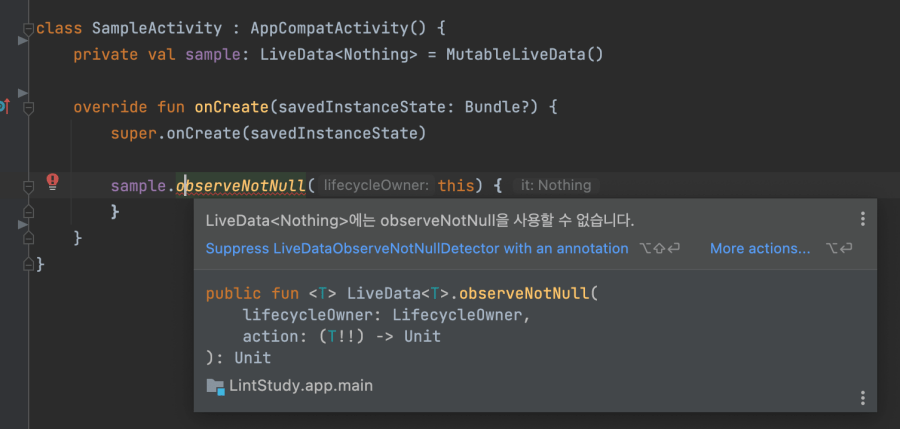 class SampleActivity : AppCompatActivity() {
private val sample: LiveData<Nothing> = MutableLiveData()
override fun onCreate(savedInstanceState: Bundle?) {
super.onCreate(savedInstanceState)
sample.observeNotNull( lifecycleOwner: this) { it: Nothing
}
}
}
LiveData<Nothing>에는 observeNotNull을 사용할 수 없습니다.
Suppress LiveDataObserveNotNullDetector with an annotation ⌥⇧⏎ More actions... ⌥⏎
public fun <T> LiveData<T>.observeNotNull(
lifecycleOwner: LifecycleOwner,
action: (T!!) -> Unit
): Unit
LintStudy.app.main